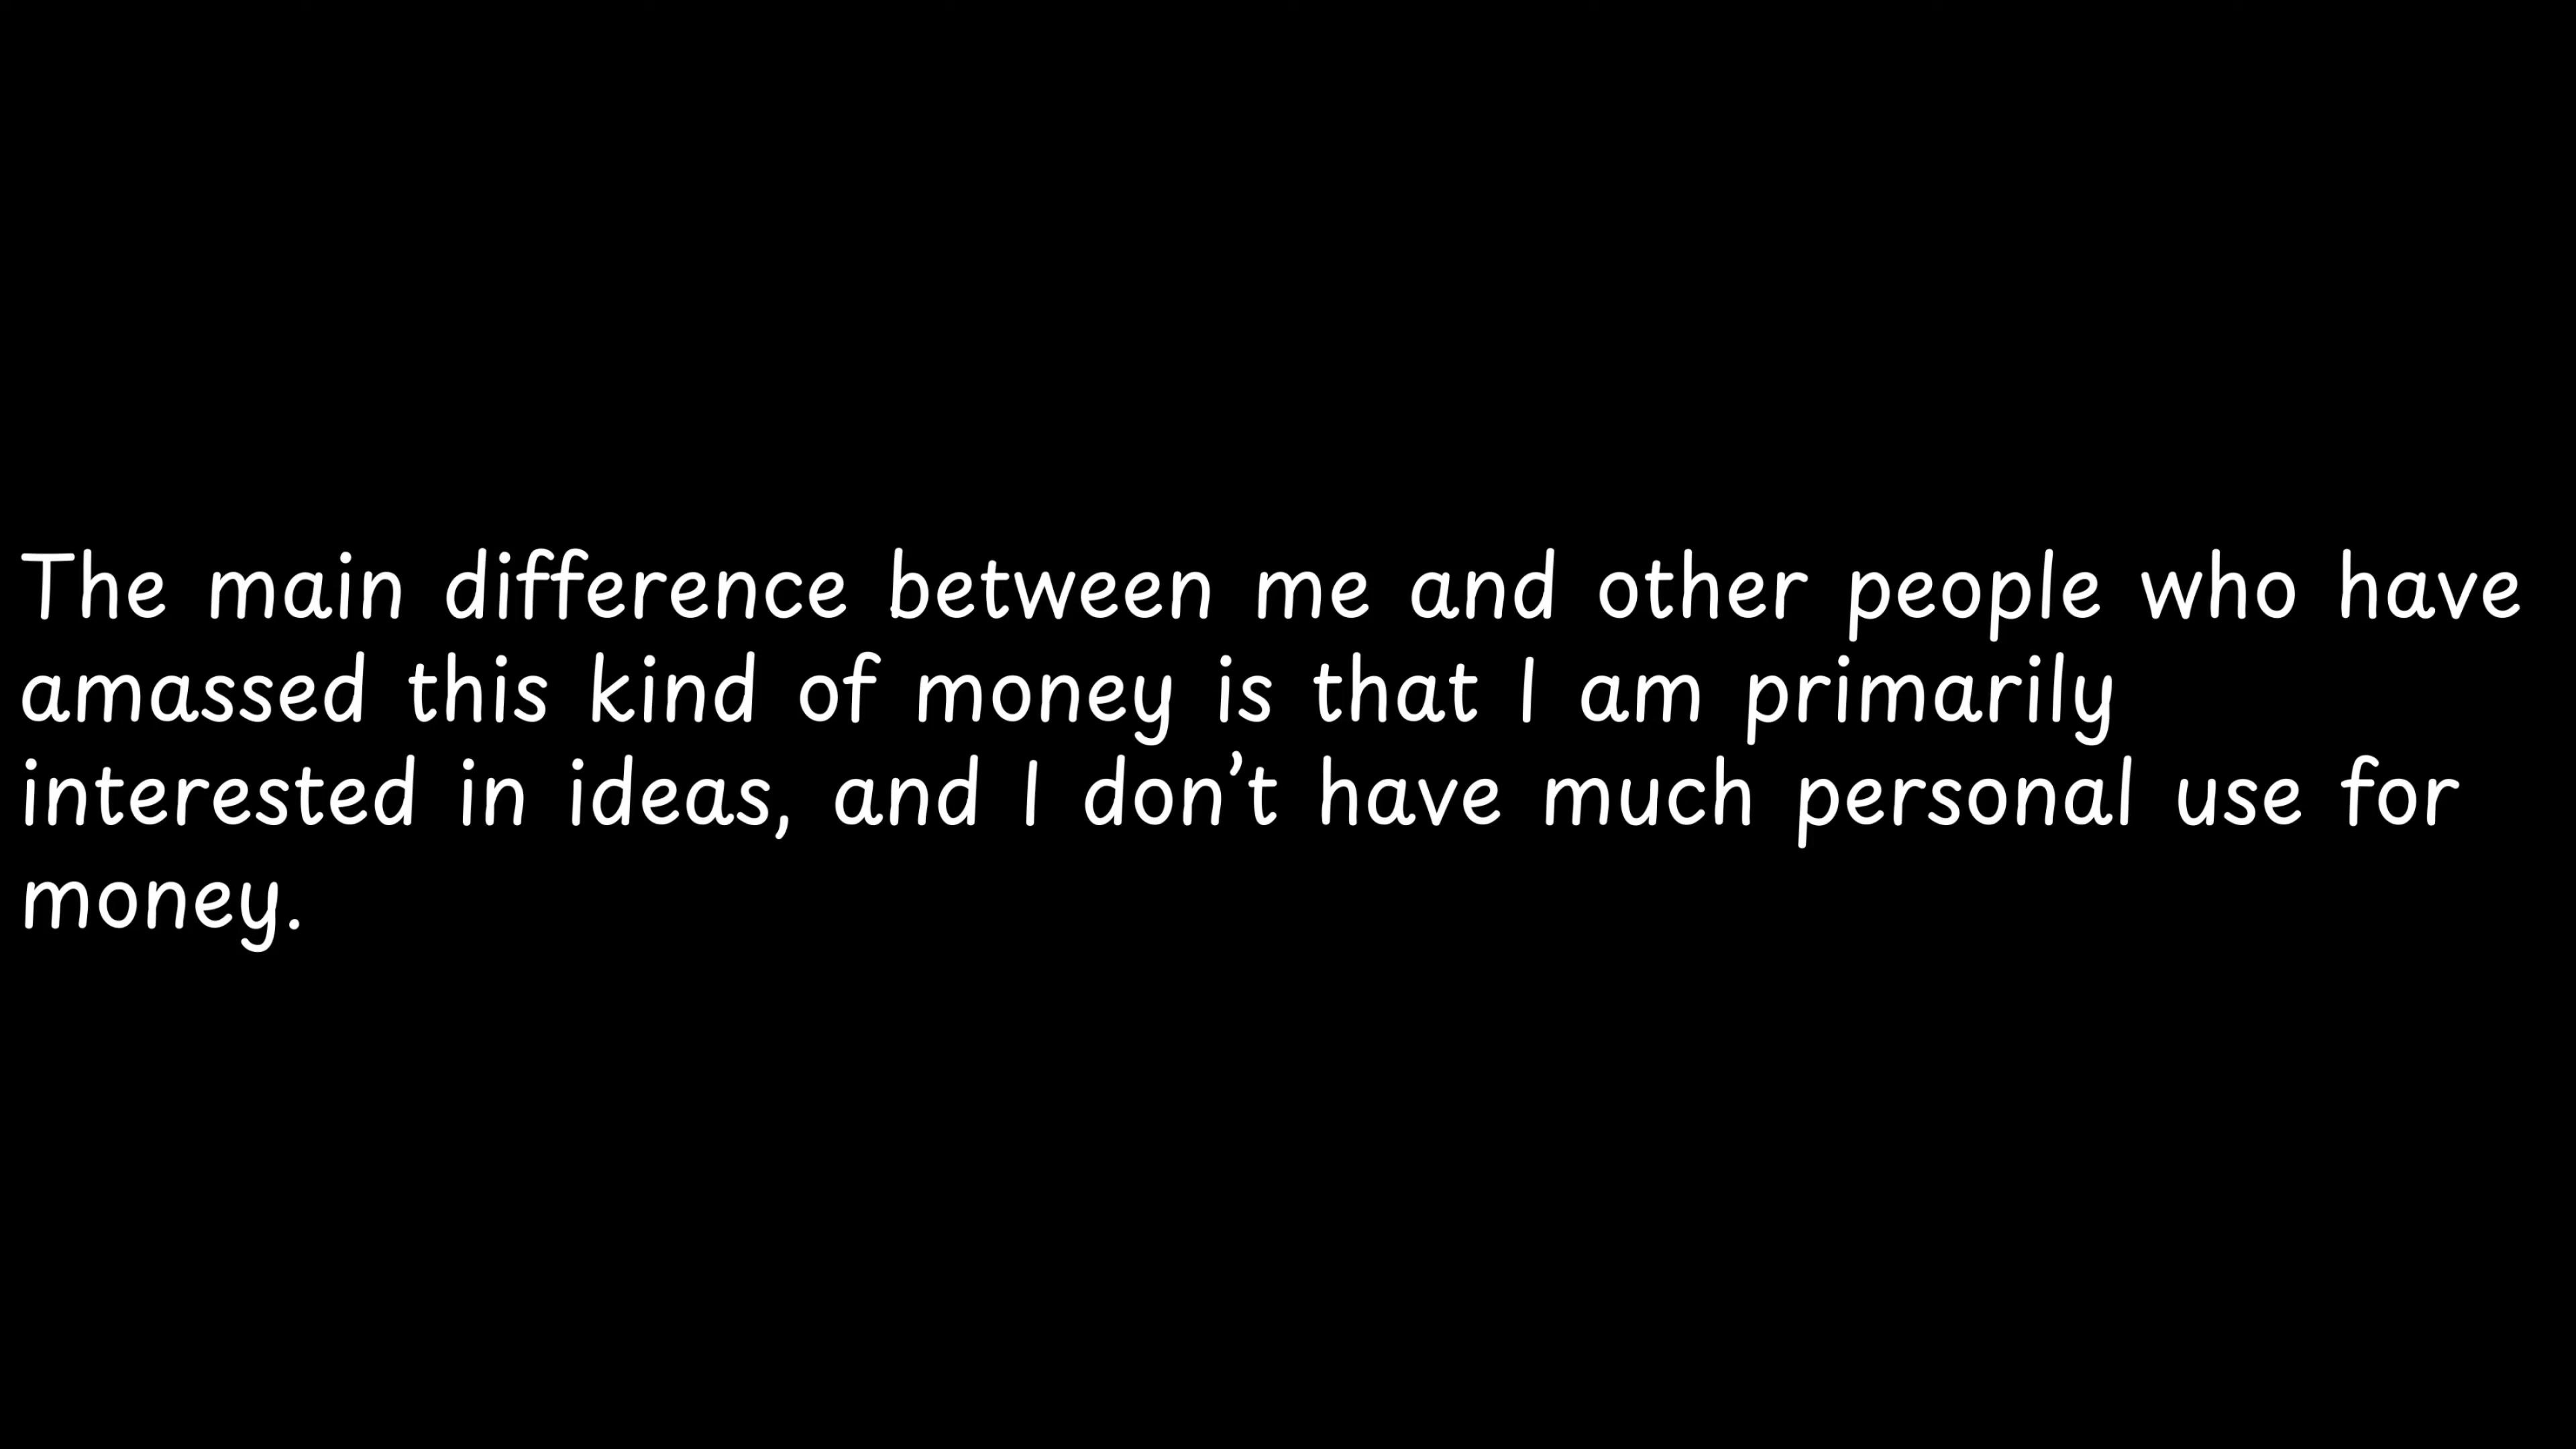 The main difference between me and other people who have
amassed this kind of money is that I am primarily
interested in ideas, and I don’t have much personal use for
money.